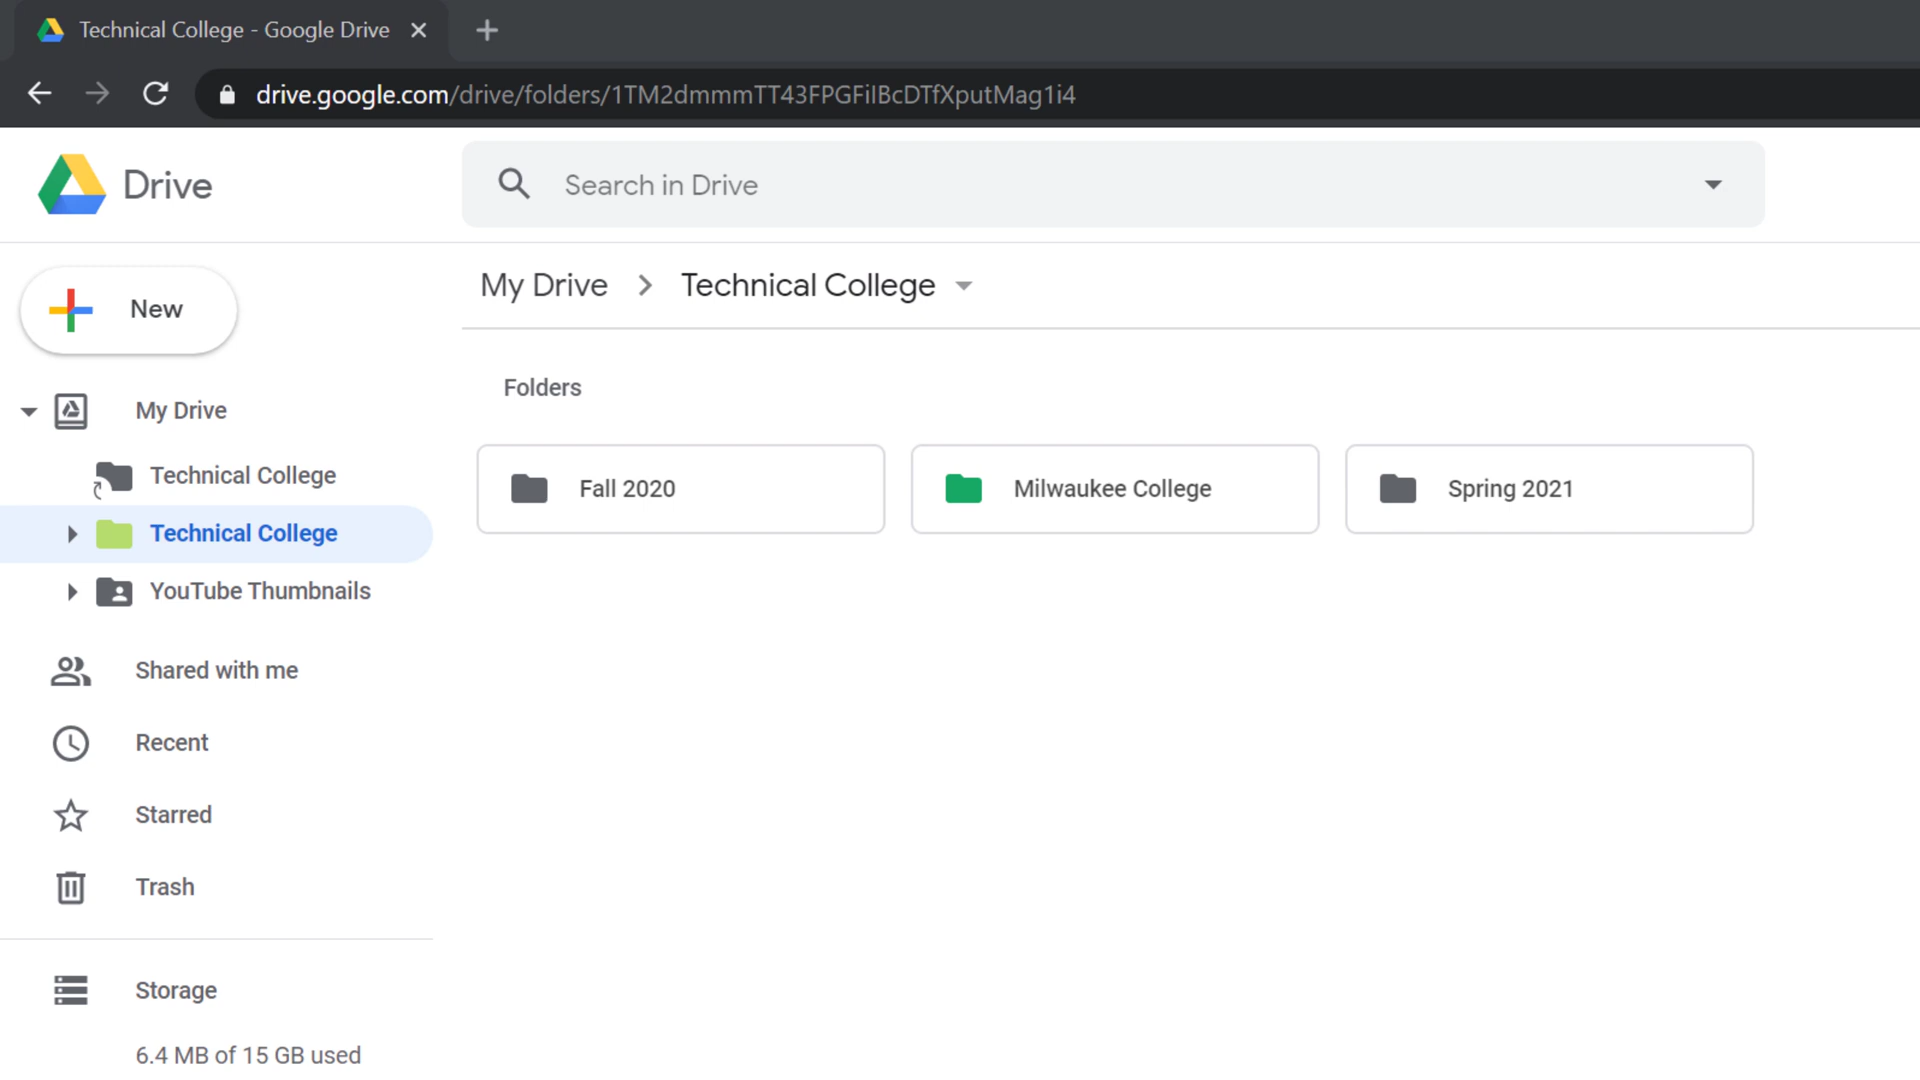 Technical College - Google Drive
drive.google.com/drive/folders/1TM2dmmmTT43FPGFiIBcDTfXputMag1i4
Drive
Search in Drive
New
My Drive > Technical College
Folders
Fall 2020
Milwaukee College
Spring 2021
My Drive
Technical College
Technical College
YouTube Thumbnails
Shared with me
Recent
Starred
Trash
Storage
6.4 MB of 15 GB used